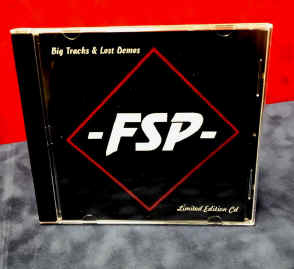 Big Tracks & Lost Demos
-FSP-
Limited Edition Cd